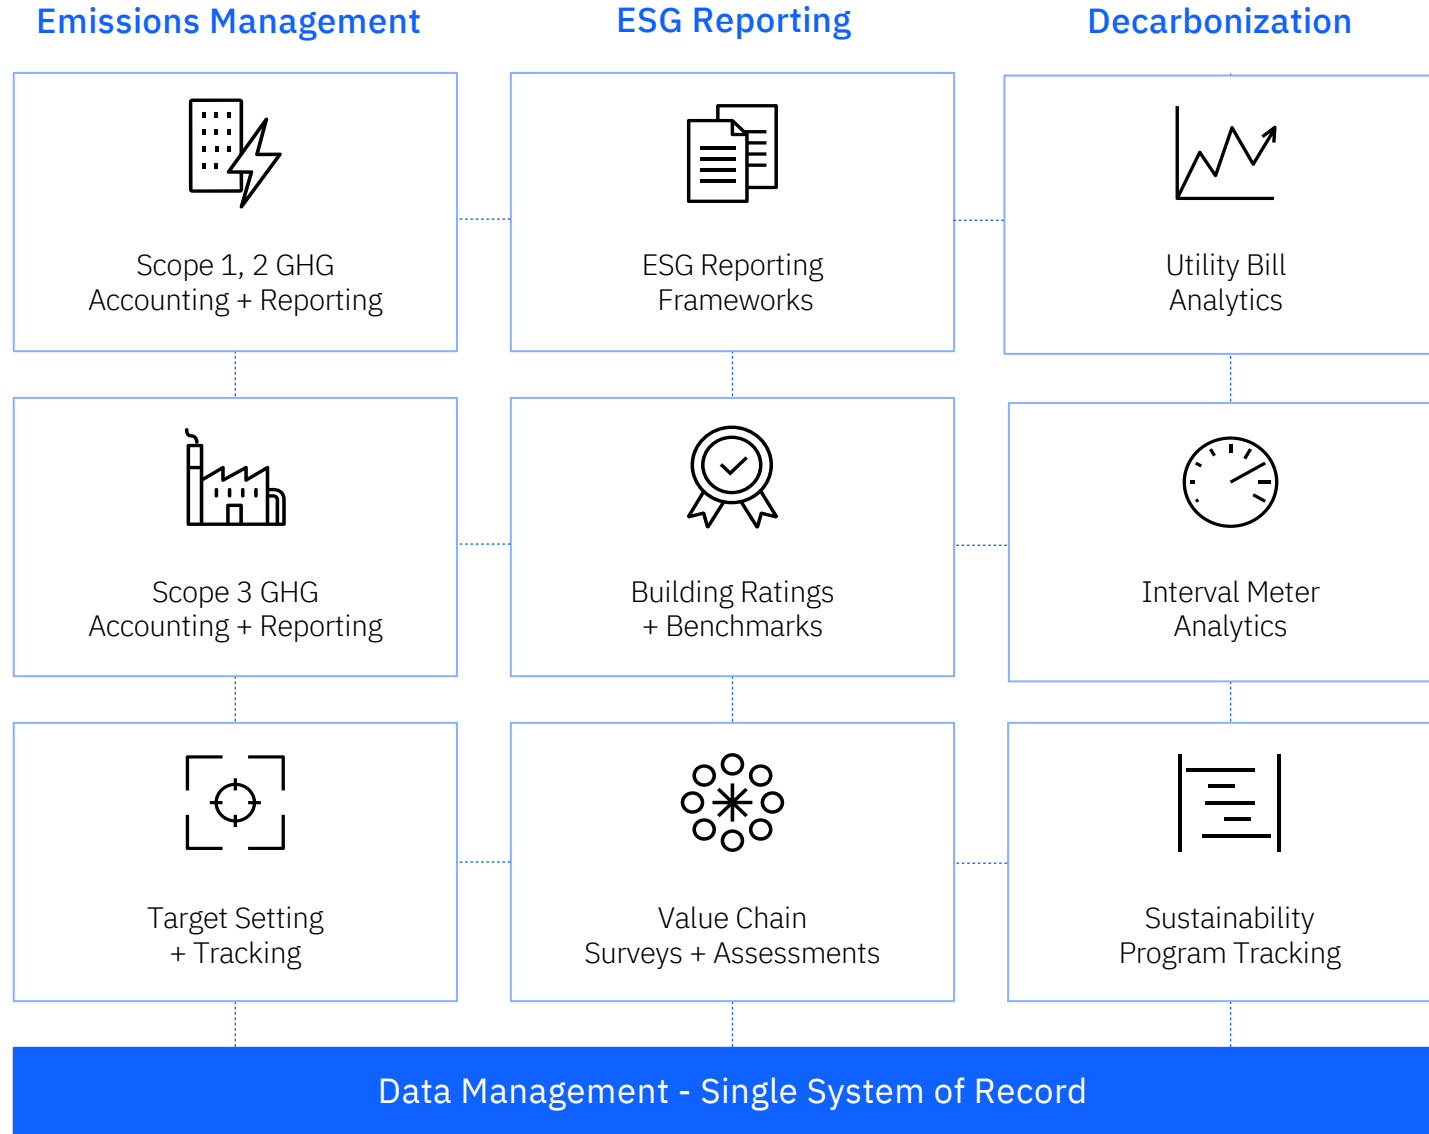 Emissions Management
ESG Reporting
Decarbonization
Scope 1, 2 GHG
Accounting + Reporting
ESG Reporting
Frameworks
Utility Bill
Analytics
Scope 3 GHG
Accounting + Reporting
Building Ratings
+ Benchmarks
Interval Meter
Analytics
Target Setting
+ Tracking
Value Chain
Surveys + Assessments
Sustainability
Program Tracking
Data Management - Single System of Record